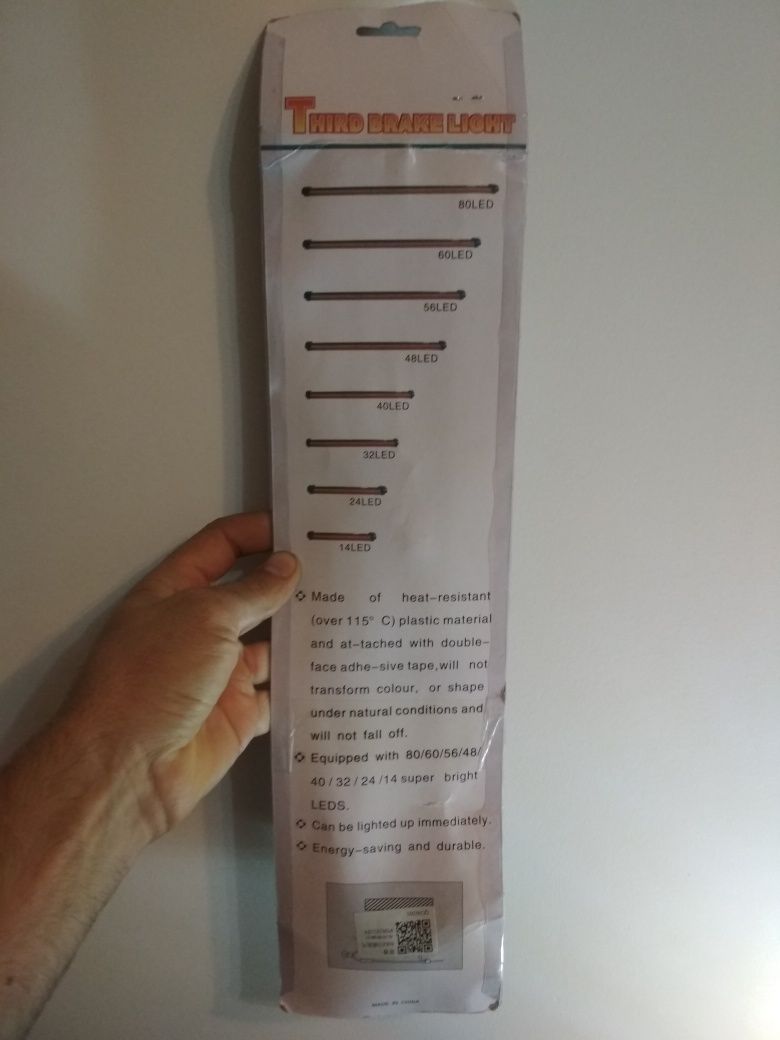 THIRD BRAKE LIGHT
80LED
60LED
56LED
48LED
40LED
32LED
24LED
14LED
Made of heat-resistant
(over 115° C) plastic material
and at-tached with double-
face adhe-sive tape,will not
transform colour, or shape
under natural conditions and
will not fall off.
Equipped with 80/60/56/48/
40/32/24/14 super bright
LEDS.
Can be lighted up immediately.
Energy-saving and durable.
MADE IN CHINA